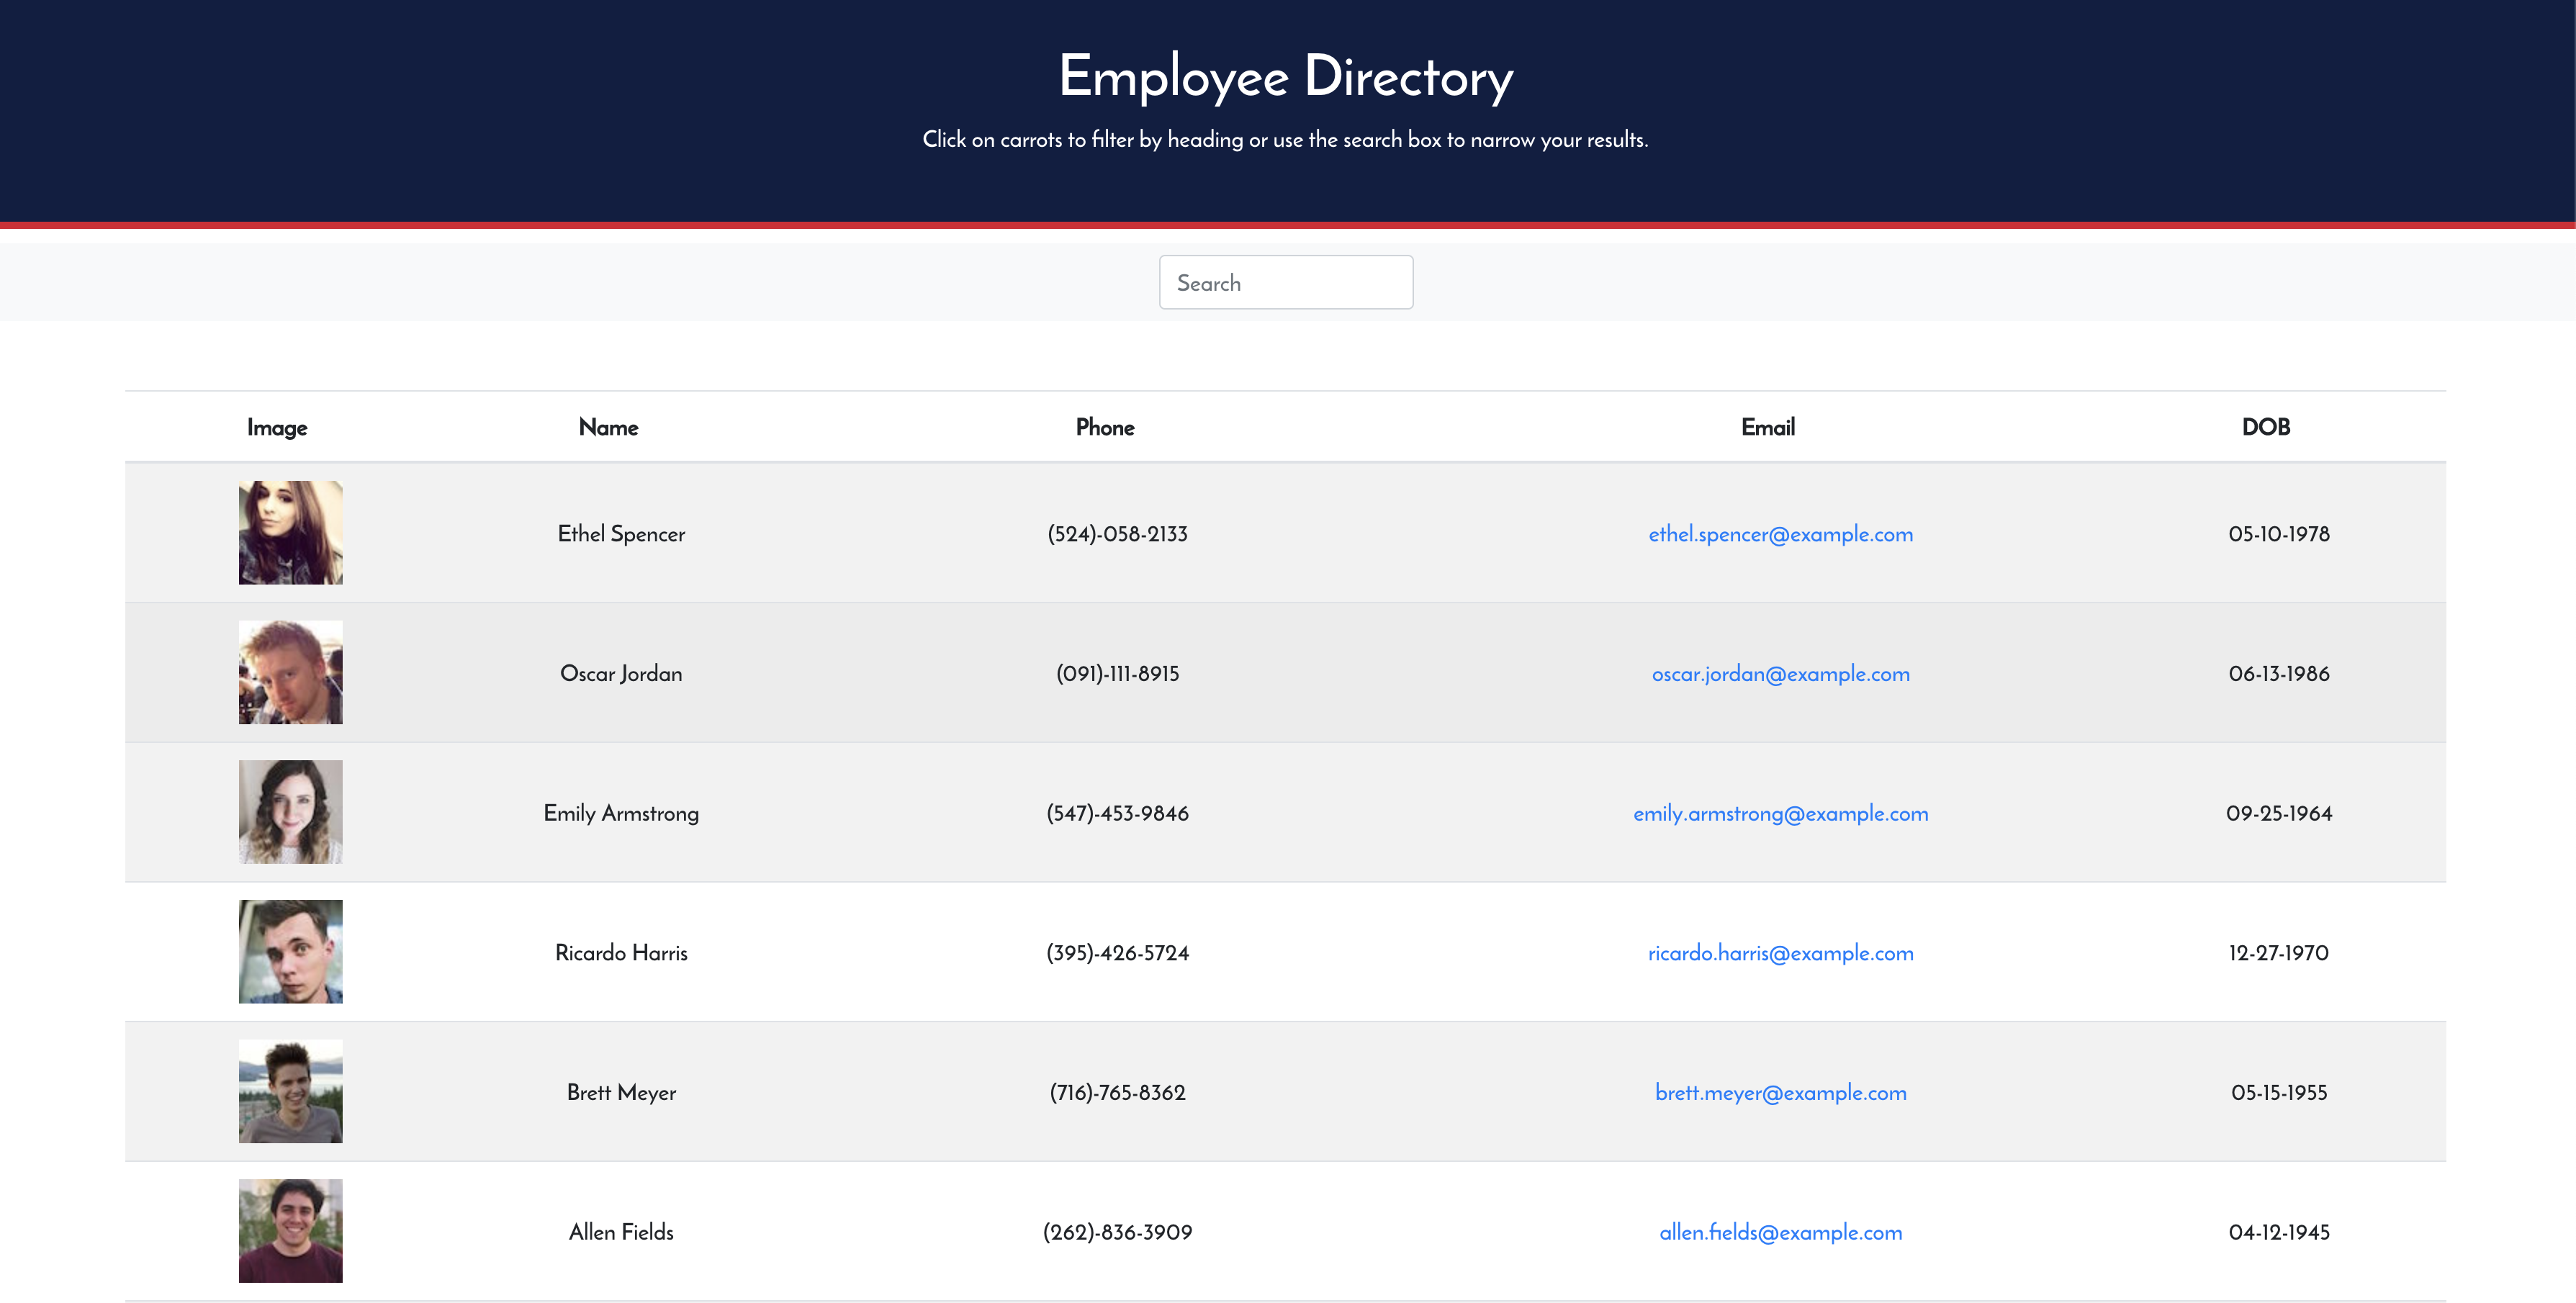 Employee Directory
Click on carrots to filter by heading or use the search box to narrow your results.
Search
Image Name Phone Email DOB
Ethel Spencer (524)-058-2133 ethel.spencer@example.com 05-10-1978
Oscar Jordan (091)-111-8915 oscar.jordan@example.com 06-13-1986
Emily Armstrong (547)-453-9846 emily.armstrong@example.com 09-25-1964
Ricardo Harris (395)-426-5724 ricardo.harris@example.com 12-27-1970
Brett Meyer (716)-765-8362 brett.meyer@example.com 05-15-1955
Allen Fields (262)-836-3909 allen.fields@example.com 04-12-1945